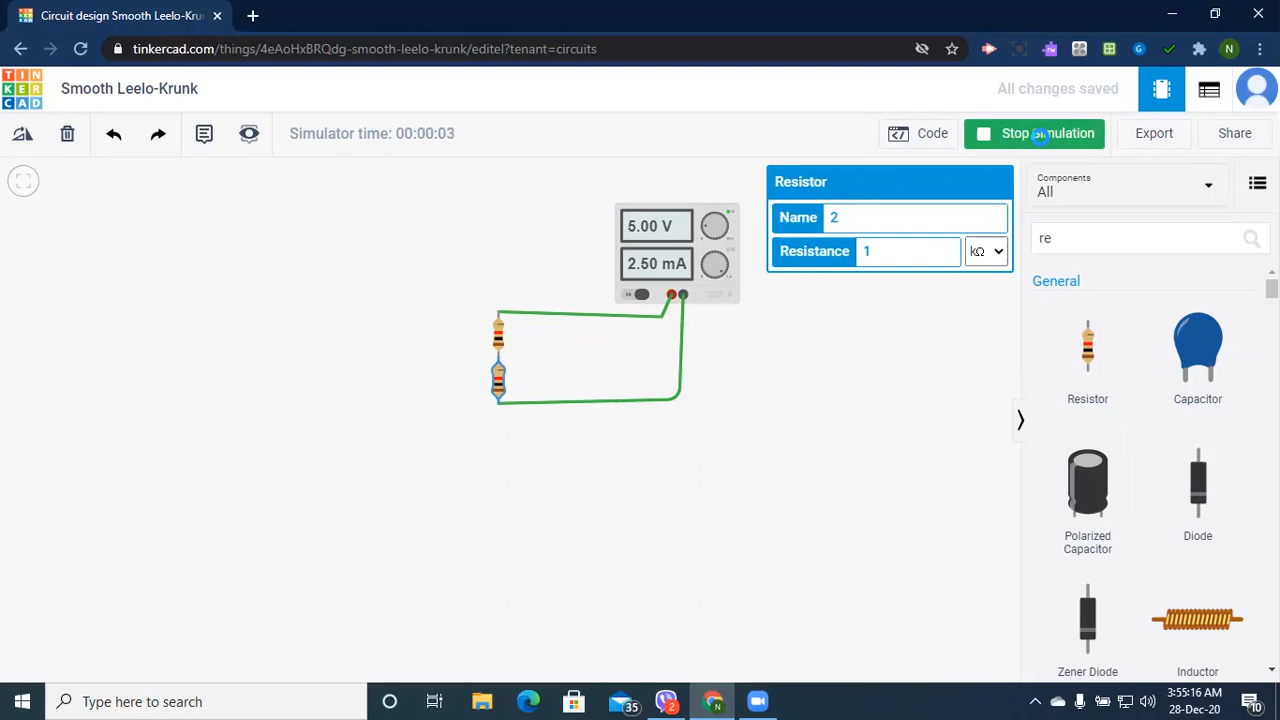 Circuit design Smooth Leelo-Kru
tinkercad.com/things/4eAoHxBRQdg-smooth-leelo-krunk/editel?tenant=circuits
N
TIN
KER
CAD
Smooth Leelo-Krunk
All changes saved
Simulator time: 00:00:03
Code
Stop Simulation
Export
Share
Resistor
Name 2
Resistance 1 kΩ
5.00 V
2.50 mA
Components
All
re
General
Resistor
Capacitor
Polarized
Capacitor
Diode
Zener Diode
Inductor
Type here to search
35
2
N
3:55:16 AM
28-Dec-20
10